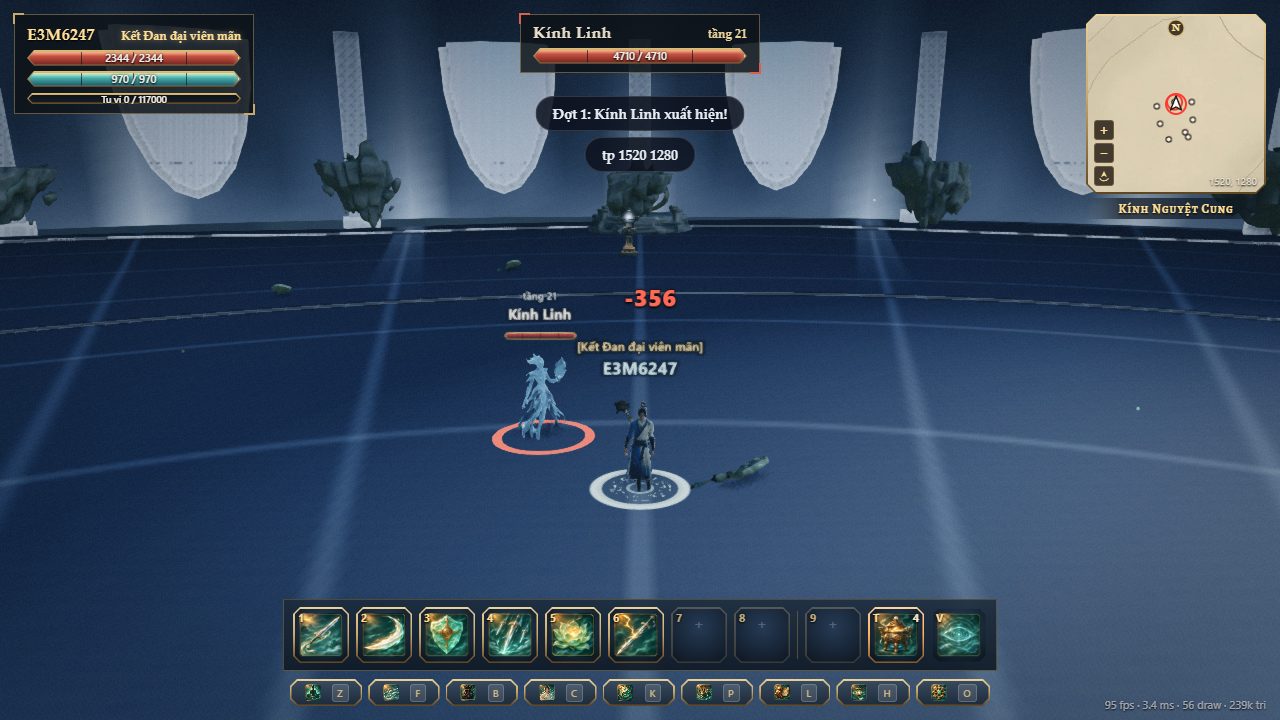 E3M6247 Kết Đan đại viên mãn
2344 / 2344
970 / 970
Tu vi 0 / 117000
Kính Linh tầng 21
4710 / 4710
Đợt 1: Kính Linh xuất hiện!
tp 1520 1280
N
+
−
1520, 1280
Kính Nguyệt Cung
-356
tầng 21
Kính Linh
[Kết Đan đại viên mãn]
E3M6247
1 2 3 4 5 6 7 8 9 T 4 V
+ + +
Z F B C K P L H O
95 fps · 3.4 ms · 56 draw · 239k tri